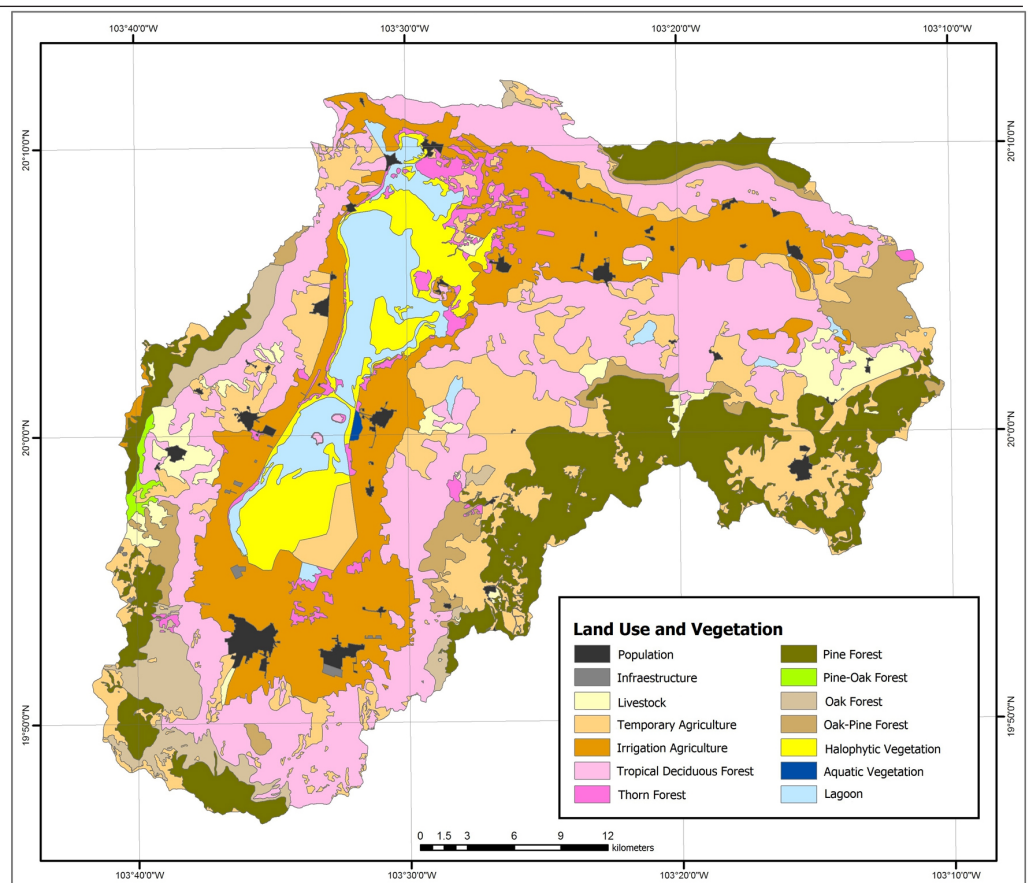 103°40'0"W 103°30'0"W 103°20'0"W 103°10'0"W
20°10'0"N 20°10'0"N
20°0'0"N 20°0'0"N
19°50'0"N 19°50'0"N
Land Use and Vegetation
Population
Infraestructure
Livestock
Temporary Agriculture
Irrigation Agriculture
Tropical Deciduous Forest
Thorn Forest
Pine Forest
Pine-Oak Forest
Oak Forest
Oak-Pine Forest
Halophytic Vegetation
Aquatic Vegetation
Lagoon
0 1.5 3 6 9 12
kilometers
103°40'0"W 103°30'0"W 103°20'0"W 103°10'0"W